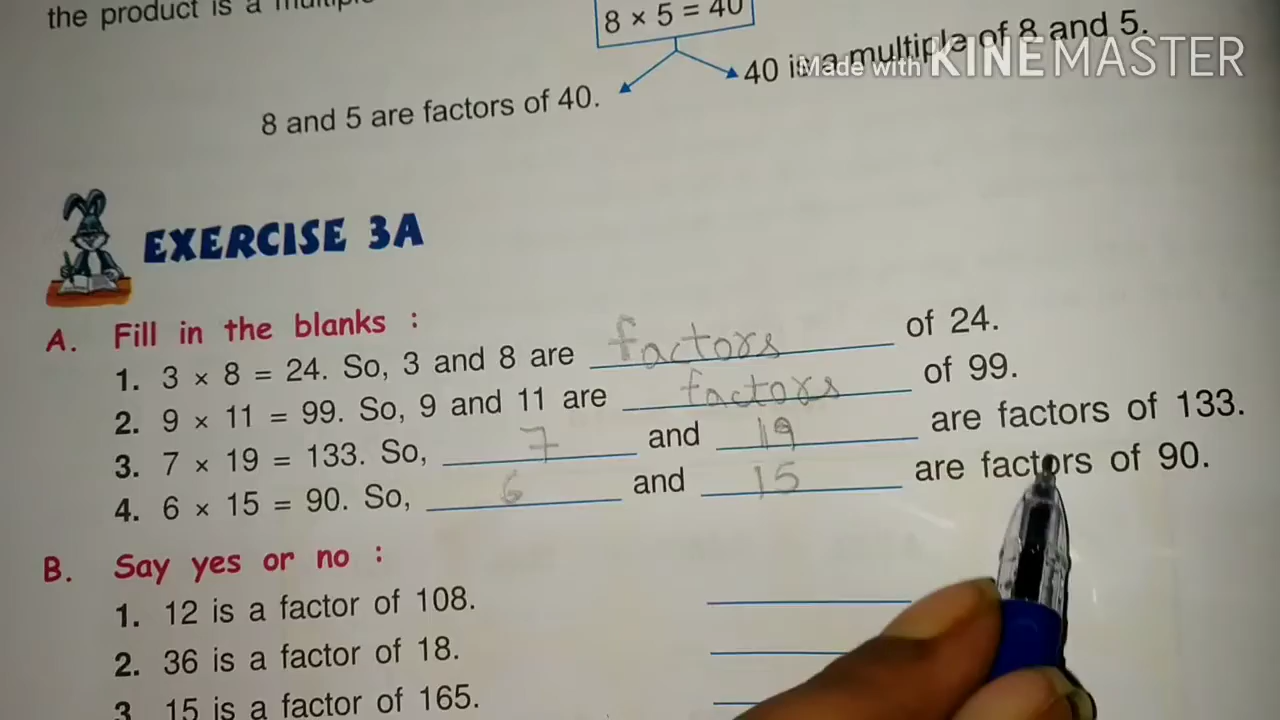 the product is a multiple
8 × 5 = 40
40 is a multiple of 8 and 5.
Made with KINEMASTER
8 and 5 are factors of 40.
EXERCISE 3A
A. Fill in the blanks :
1. 3 × 8 = 24. So, 3 and 8 are factors of 24.
2. 9 × 11 = 99. So, 9 and 11 are factors of 99.
3. 7 × 19 = 133. So, 7 and 19 are factors of 133.
4. 6 × 15 = 90. So, 6 and 15 are factors of 90.
B. Say yes or no :
1. 12 is a factor of 108.
2. 36 is a factor of 18.
3 15 is a factor of 165.